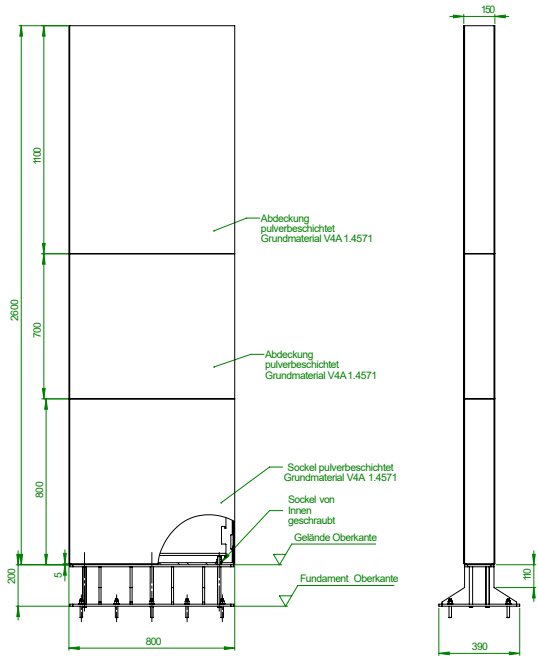 150
1100
2600
Abdeckung
pulverbeschichtet
Grundmaterial V4A 1.4571
700
Abdeckung
pulverbeschichtet
Grundmaterial V4A 1.4571
800
Sockel pulverbeschichtet
Grundmaterial V4A 1.4571
Sockel von
Innen
geschraubt
Gelände Oberkante
200
5
110
Fundament Oberkante
800
390